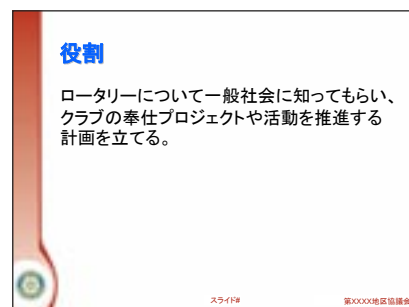 役割
ロータリーについて一般社会に知ってもらい、
クラブの奉仕プロジェクトや活動を推進する
計画を立てる。
スライド#
第XXXX地区協議会